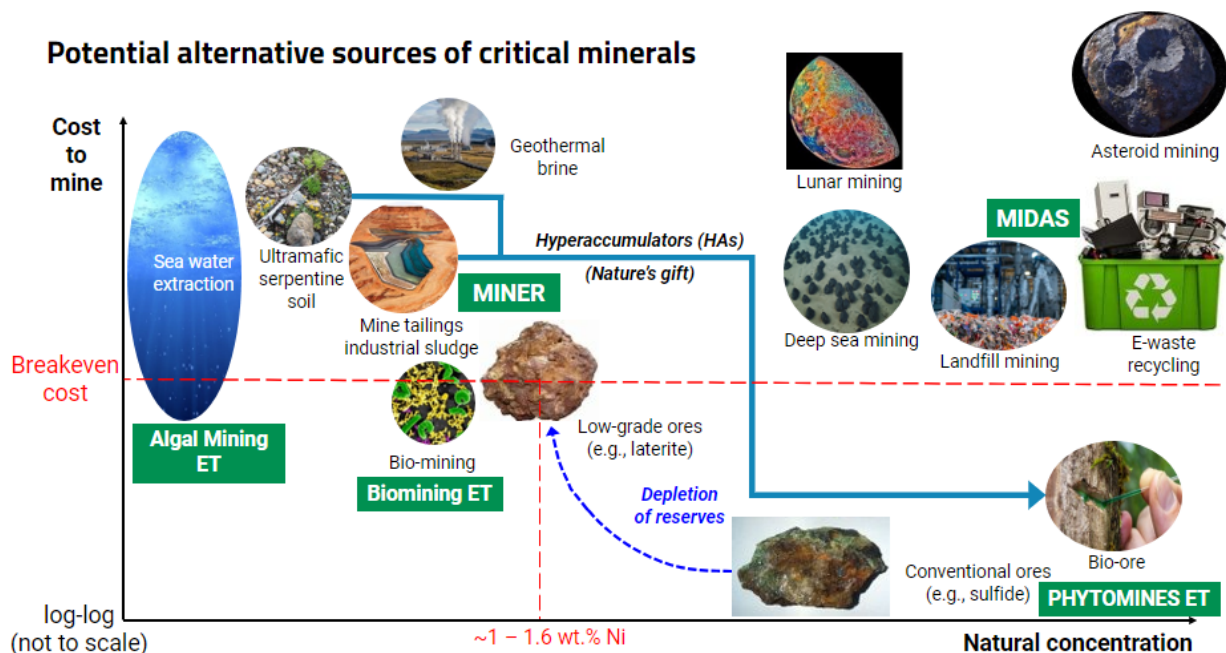 Potential alternative sources of critical minerals
Cost
to
mine
Geothermal
brine
Lunar mining
Asteroid mining
Sea water
extraction
Ultramafic
serpentine
soil
Hyperaccumulators (HAs)
(Nature's gift)
MINER
MIDAS
Mine tailings
industrial sludge
Deep sea mining
Landfill mining
E-waste
recycling
Breakeven
cost
Algal Mining
ET
Bio-mining
Biomining ET
Low-grade ores
(e.g., laterite)
Depletion
of reserves
Conventional ores
(e.g., sulfide)
Bio-ore
PHYTOMINES ET
log-log
(not to scale)
~1 – 1.6 wt.% Ni
Natural concentration